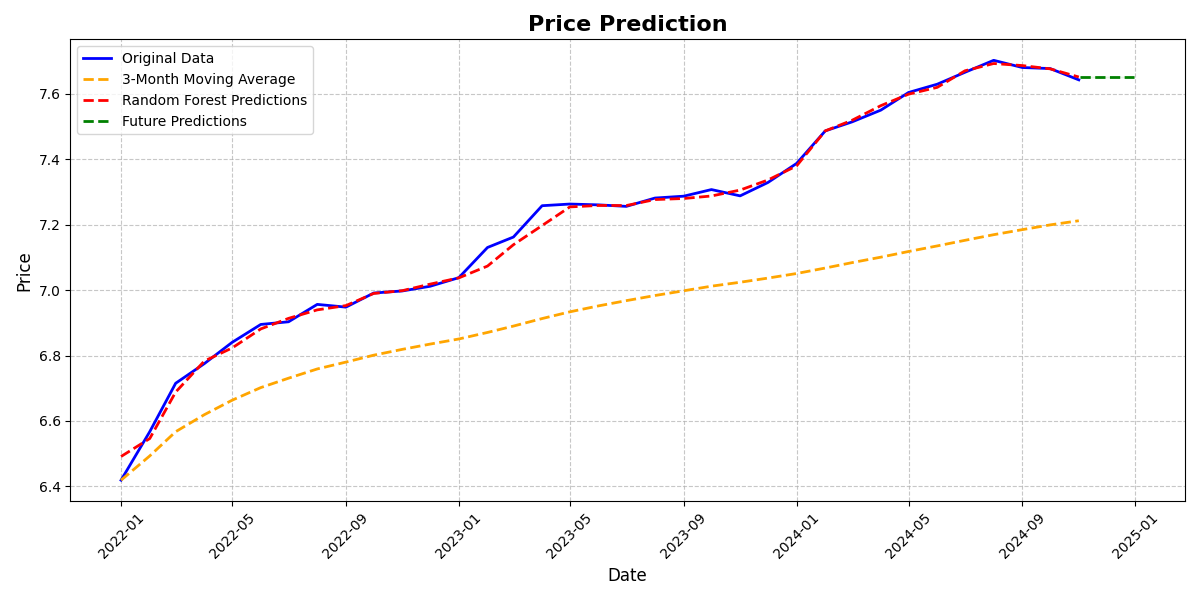 Price Prediction
Original Data
3-Month Moving Average
Random Forest Predictions
Future Predictions
Price
7.6
7.4
7.2
7.0
6.8
6.6
6.4
2022-01
2022-05
2022-09
2023-01
2023-05
2023-09
2024-01
2024-05
2024-09
2025-01
Date